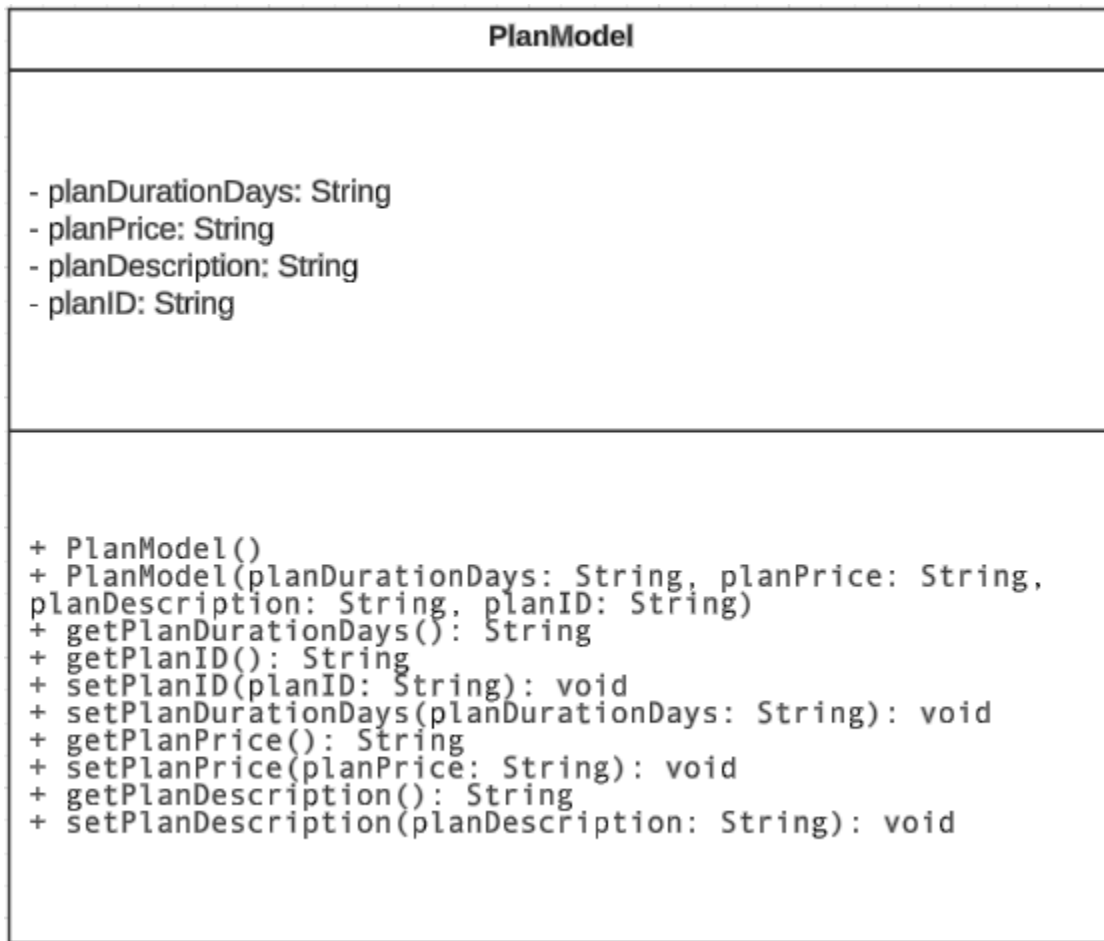 PlanModel
- planDurationDays: String
- planPrice: String
- planDescription: String
- planID: String
+ PlanModel()
+ PlanModel(planDurationDays: String, planPrice: String,
planDescription: String, planID: String)
+ getPlanDurationDays(): String
+ getPlanID(): String
+ setPlanID(planID: String): void
+ setPlanDurationDays(planDurationDays: String): void
+ getPlanPrice(): String
+ setPlanPrice(planPrice: String): void
+ getPlanDescription(): String
+ setPlanDescription(planDescription: String): void